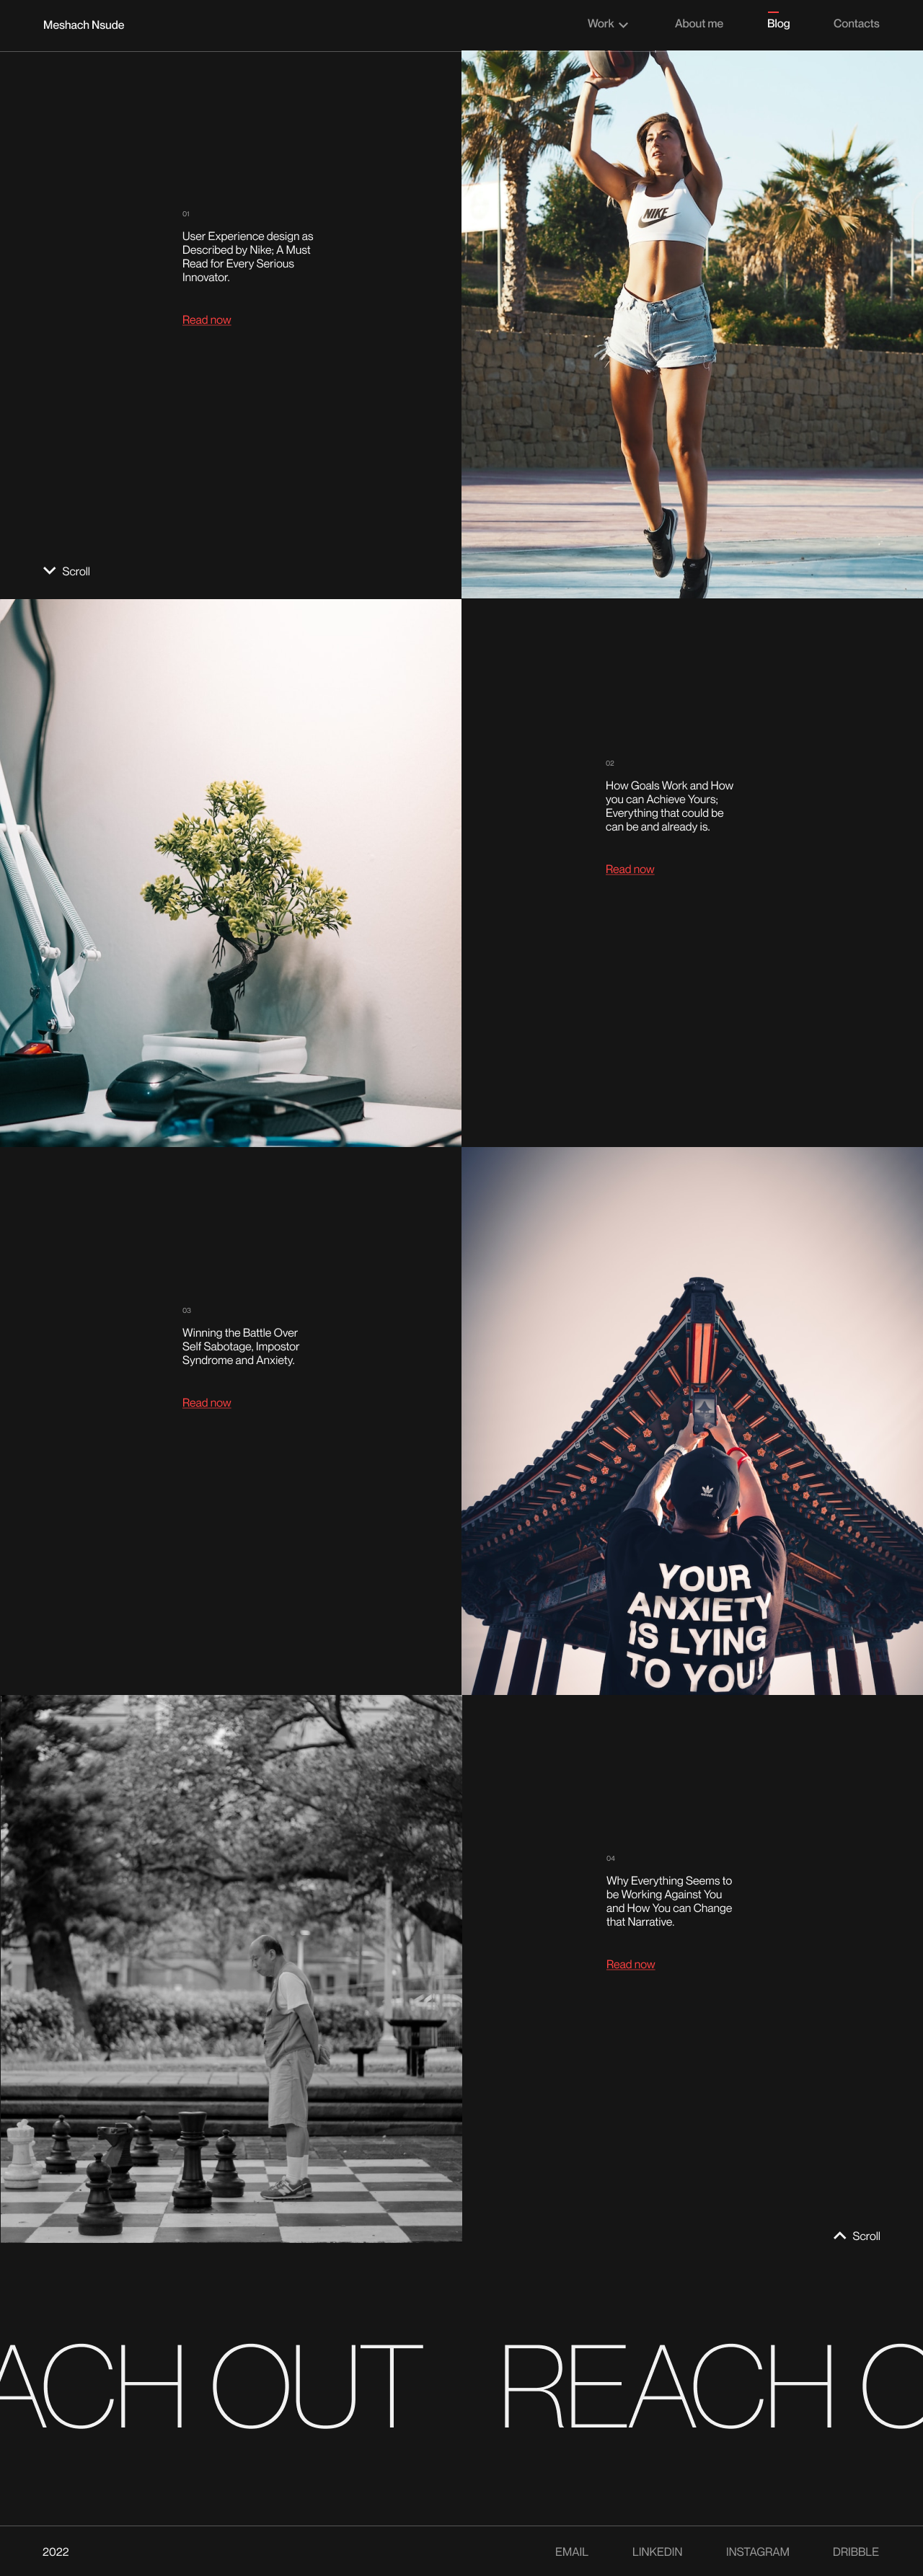 Meshach Nsude
Work
About me
Blog
Contacts
01
User Experience design as
Described by Nike; A Must
Read for Every Serious
Innovator.
Read now
NIKE
Scroll
02
How Goals Work and How
you can Achieve Yours;
Everything that could be
can be and already is.
Read now
03
Winning the Battle Over
Self Sabotage, Impostor
Syndrome and Anxiety.
Read now
YOUR
ANXIETY
IS LYING
TO YOU!
04
Why Everything Seems to
be Working Against You
and How You can Change
that Narrative.
Read now
Scroll
ACH OUT REACH O
2022
EMAIL
LINKEDIN
INSTAGRAM
DRIBBLE